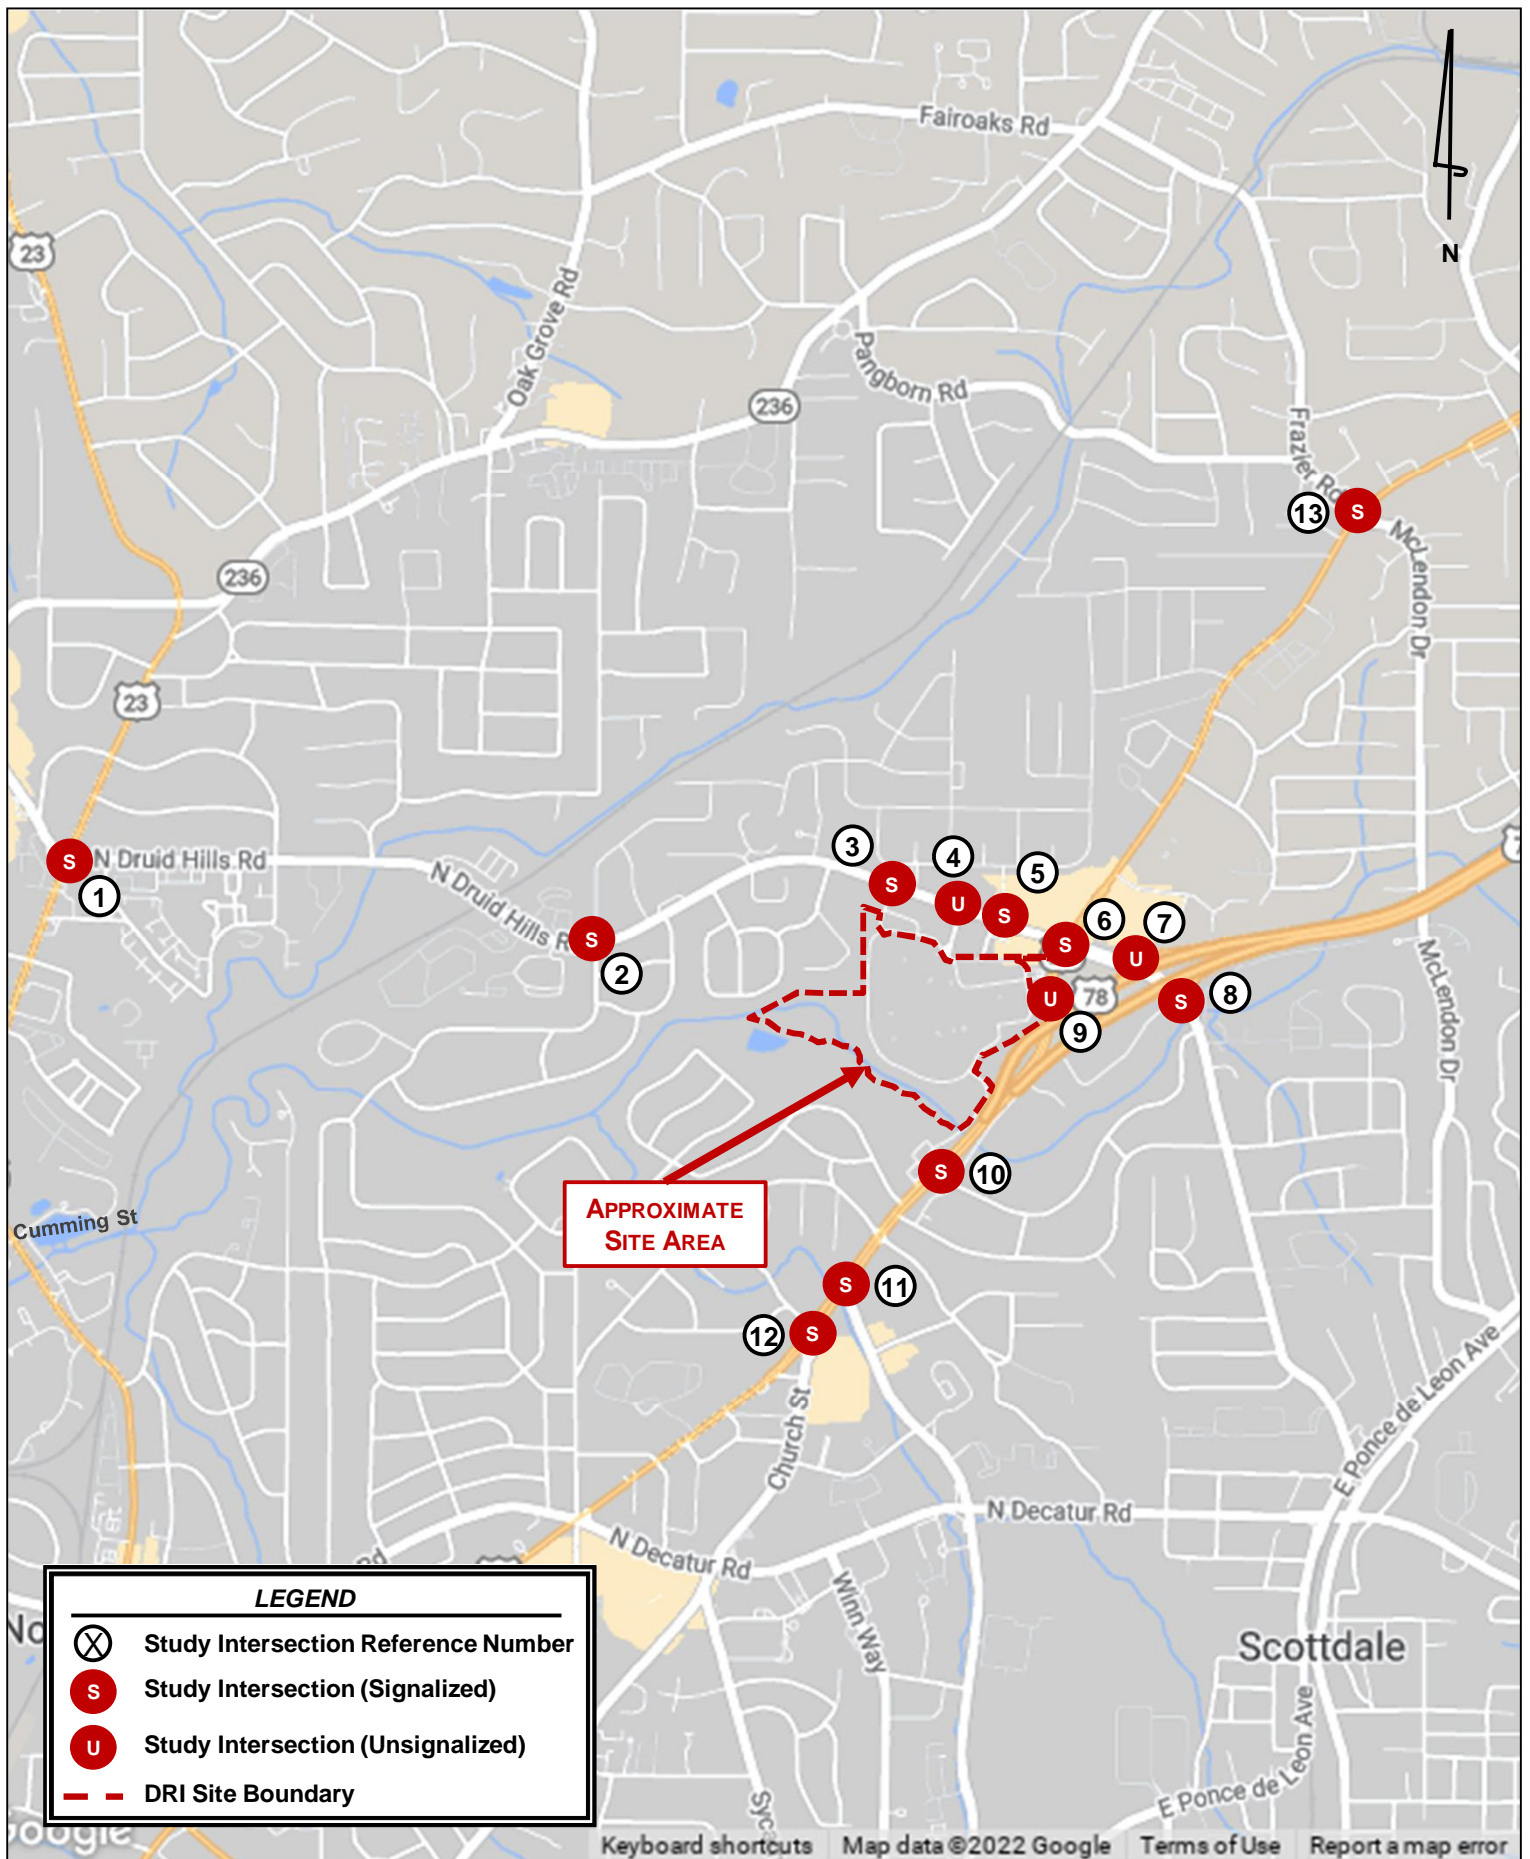 Fairoaks Rd
23
N
Oak Grove Rd
Pangborn Rd
236
Frazier Rd
13
S
McLendon Dr
236
23
S
N Druid Hills Rd
1
N Druid Hills R
S
2
3
S
4
U
5
S
6
S
7
U
8
S
78
U
9
McLendon Dr
S
10
APPROXIMATE
SITE AREA
Cumming St
S
11
12
S
Church St
E Ponce de Leon Ave
N Decatur Rd
N Decatur Rd
Winn Way
Scottdale
E Ponce de Leon Ave
Syca
LEGEND
X Study Intersection Reference Number
S Study Intersection (Signalized)
U Study Intersection (Unsignalized)
DRI Site Boundary
Google
Keyboard shortcuts Map data ©2022 Google Terms of Use Report a map error